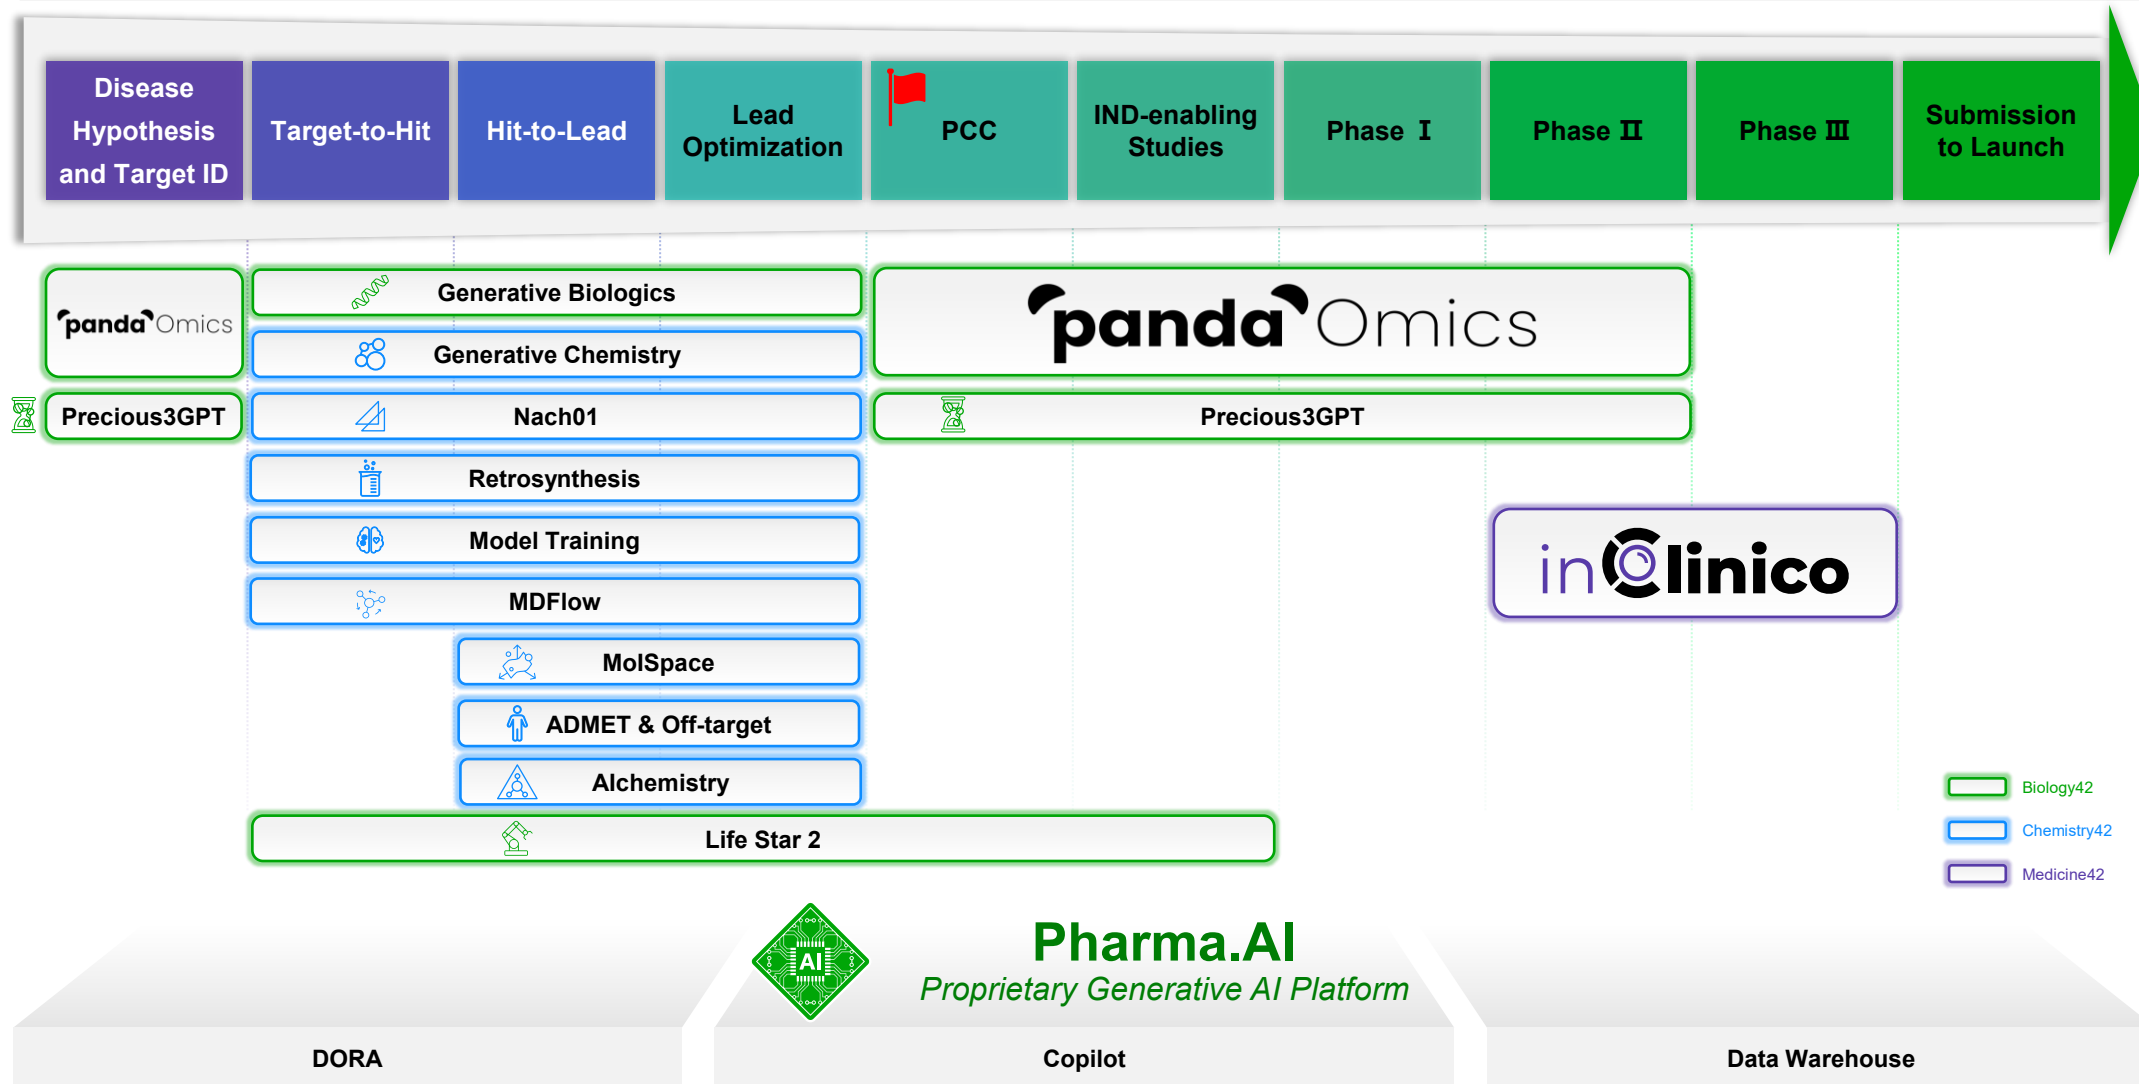 Disease
Hypothesis
and Target ID
Target-to-Hit
Hit-to-Lead
Lead
Optimization
PCC
IND-enabling
Studies
Phase Ⅰ
Phase Ⅱ
Phase Ⅲ
Submission
to Launch
pandaOmics
Generative Biologics
pandaOmics
Generative Chemistry
Precious3GPT
Nach01
Precious3GPT
Retrosynthesis
Model Training
inClinico
MDFlow
MolSpace
ADMET & Off-target
Alchemistry
Life Star 2
Biology42
Chemistry42
Medicine42
AI
Pharma.AI
Proprietary Generative AI Platform
DORA
Copilot
Data Warehouse